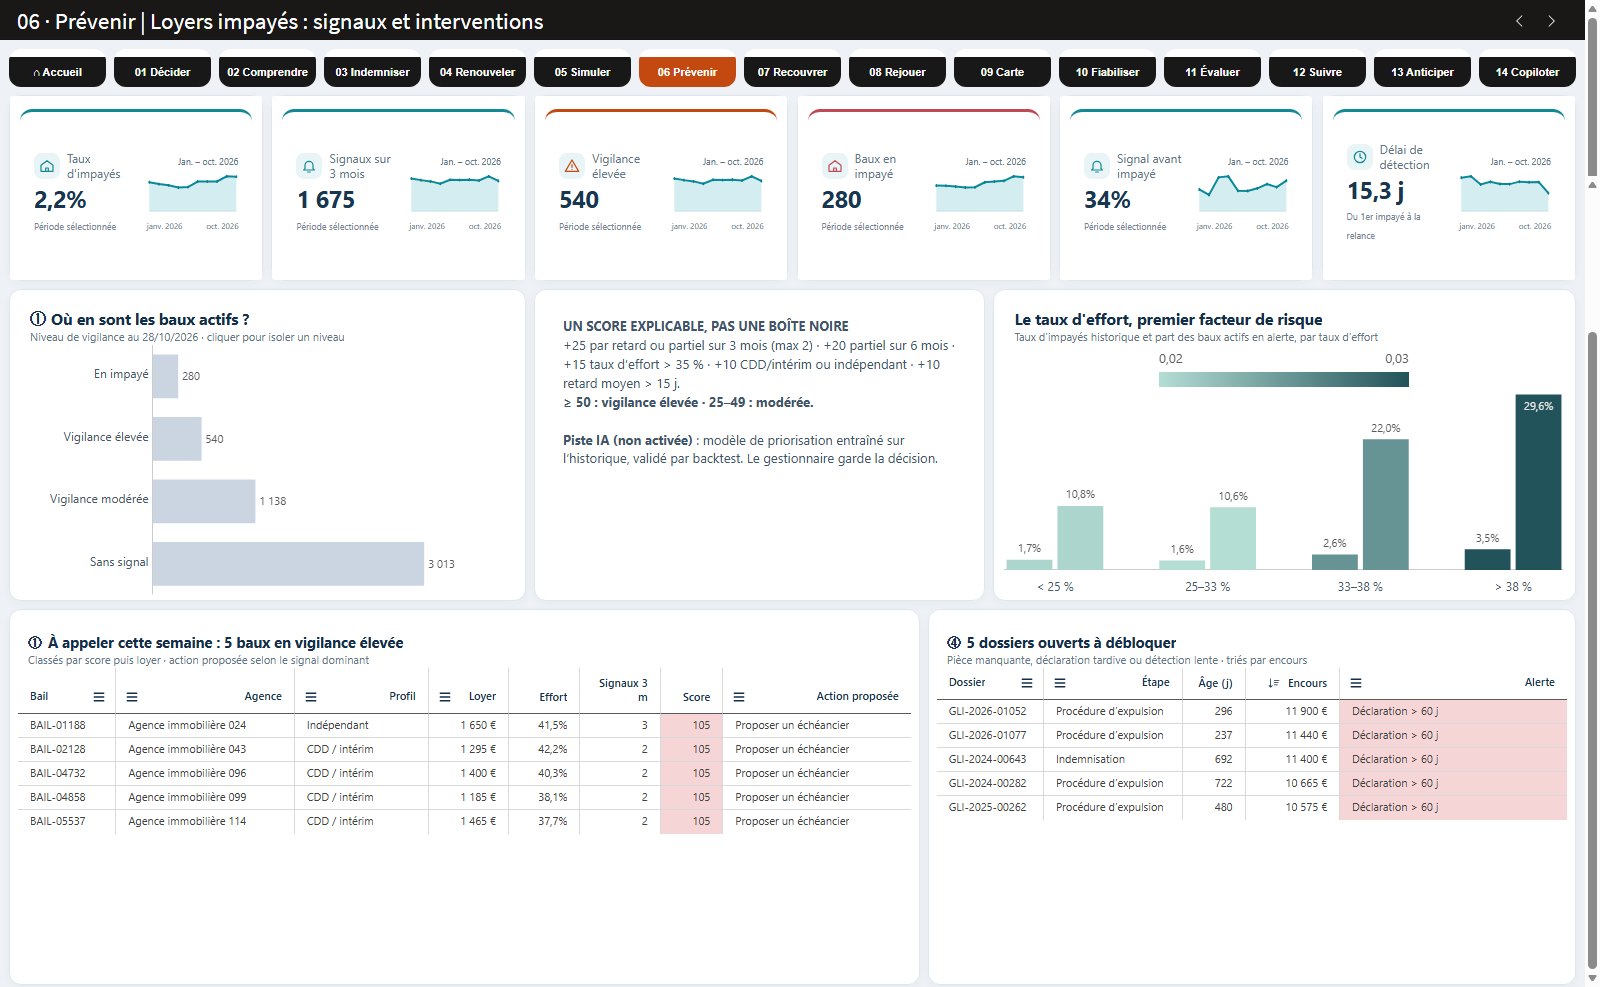 06 · Prévenir | Loyers impayés : signaux et interventions
⌂ Accueil
01 Décider
02 Comprendre
03 Indemniser
04 Renouveler
05 Simuler
06 Prévenir
07 Recouvrer
08 Rejouer
09 Carte
10 Fiabiliser
11 Évaluer
12 Suivre
13 Anticiper
14 Copiloter
Taux
d'impayés
2,2%
Période sélectionnée
Jan. – oct. 2026
janv. 2026 oct. 2026
Signaux sur
3 mois
1 675
Période sélectionnée
Jan. – oct. 2026
janv. 2026 oct. 2026
Vigilance
élevée
540
Période sélectionnée
Jan. – oct. 2026
janv. 2026 oct. 2026
Baux en
impayé
280
Période sélectionnée
Jan. – oct. 2026
janv. 2026 oct. 2026
Signal avant
impayé
34%
Période sélectionnée
Jan. – oct. 2026
janv. 2026 oct. 2026
Délai de
détection
15,3 j
Du 1er impayé à la
relance
Jan. – oct. 2026
janv. 2026 oct. 2026
① Où en sont les baux actifs ?
Niveau de vigilance au 28/10/2026 · cliquer pour isoler un niveau
En impayé 280
Vigilance élevée 540
Vigilance modérée 1 138
Sans signal 3 013
UN SCORE EXPLICABLE, PAS UNE BOÎTE NOIRE
+25 par retard ou partiel sur 3 mois (max 2) · +20 partiel sur 6 mois ·
+15 taux d'effort > 35 % · +10 CDD/intérim ou indépendant · +10
retard moyen > 15 j.
≥ 50 : vigilance élevée · 25–49 : modérée.
Piste IA (non activée) : modèle de priorisation entraîné sur
l'historique, validé par backtest. Le gestionnaire garde la décision.
Le taux d'effort, premier facteur de risque
Taux d'impayés historique et part des baux actifs en alerte, par taux d'effort
0,02 0,03
1,7% 10,8% 1,6% 10,6% 2,6% 22,0% 3,5% 29,6%
< 25 % 25–33 % 33–38 % > 38 %
① À appeler cette semaine : 5 baux en vigilance élevée
Classés par score puis loyer · action proposée selon le signal dominant
Bail Agence Profil Loyer Effort Signaux 3 m Score Action proposée
BAIL-01188 Agence immobilière 024 Indépendant 1 650 € 41,5% 3 105 Proposer un échéancier
BAIL-02128 Agence immobilière 043 CDD / intérim 1 295 € 42,2% 2 105 Proposer un échéancier
BAIL-04732 Agence immobilière 096 CDD / intérim 1 400 € 40,3% 2 105 Proposer un échéancier
BAIL-04858 Agence immobilière 099 CDD / intérim 1 185 € 38,1% 2 105 Proposer un échéancier
BAIL-05537 Agence immobilière 114 CDD / intérim 1 465 € 37,7% 2 105 Proposer un échéancier
④ 5 dossiers ouverts à débloquer
Pièce manquante, déclaration tardive ou détection lente · triés par encours
Dossier Étape Âge (j) Encours Alerte
GLI-2026-01052 Procédure d'expulsion 296 11 900 € Déclaration > 60 j
GLI-2026-01077 Procédure d'expulsion 237 11 440 € Déclaration > 60 j
GLI-2024-00643 Indemnisation 692 11 400 € Déclaration > 60 j
GLI-2024-00282 Procédure d'expulsion 722 10 665 € Déclaration > 60 j
GLI-2025-00262 Procédure d'expulsion 480 10 575 € Déclaration > 60 j